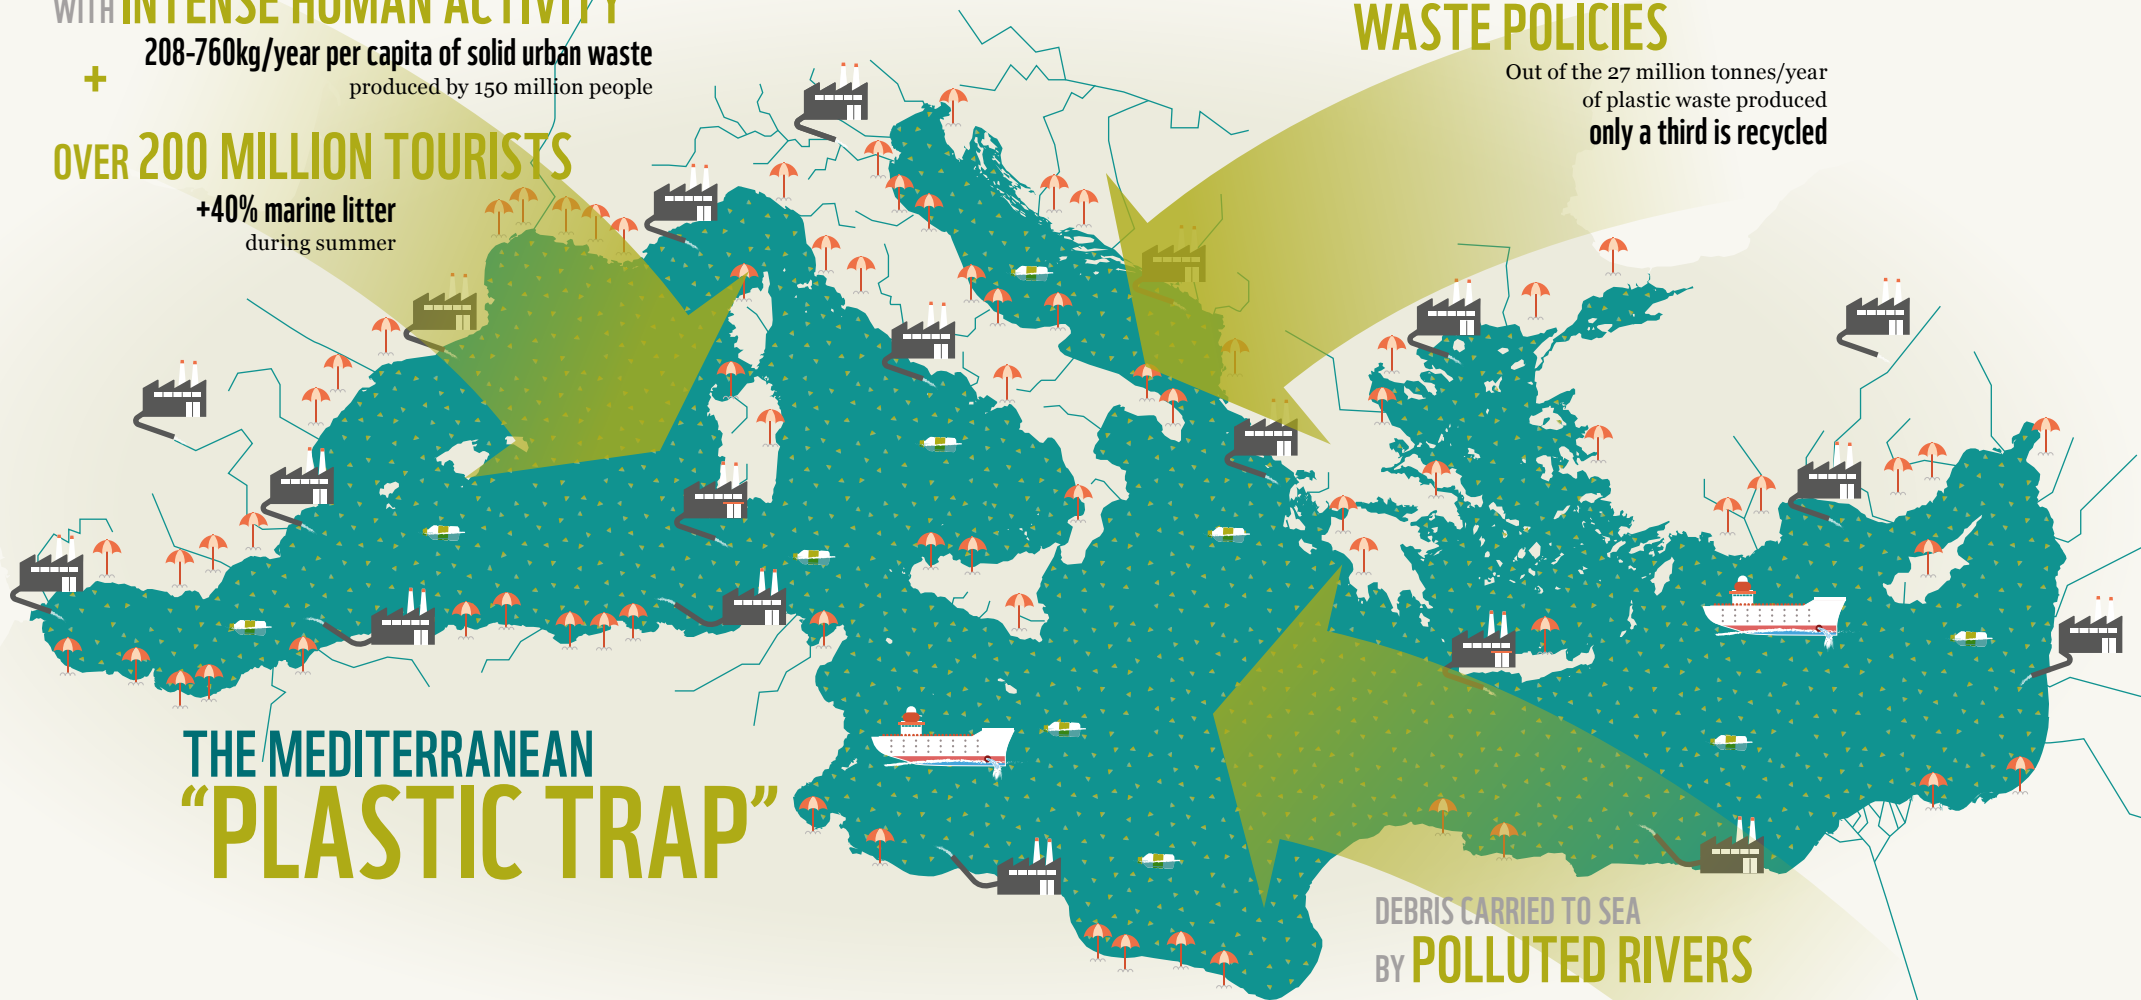 WITH INTENSE HUMAN ACTIVITY
208-760kg/year per capita of solid urban waste
produced by 150 million people
+
OVER 200 MILLION TOURISTS
+40% marine litter
during summer
WASTE POLICIES
Out of the 27 million tonnes/year
of plastic waste produced
only a third is recycled
THE MEDITERRANEAN
“PLASTIC TRAP”
DEBRIS CARRIED TO SEA
BY POLLUTED RIVERS